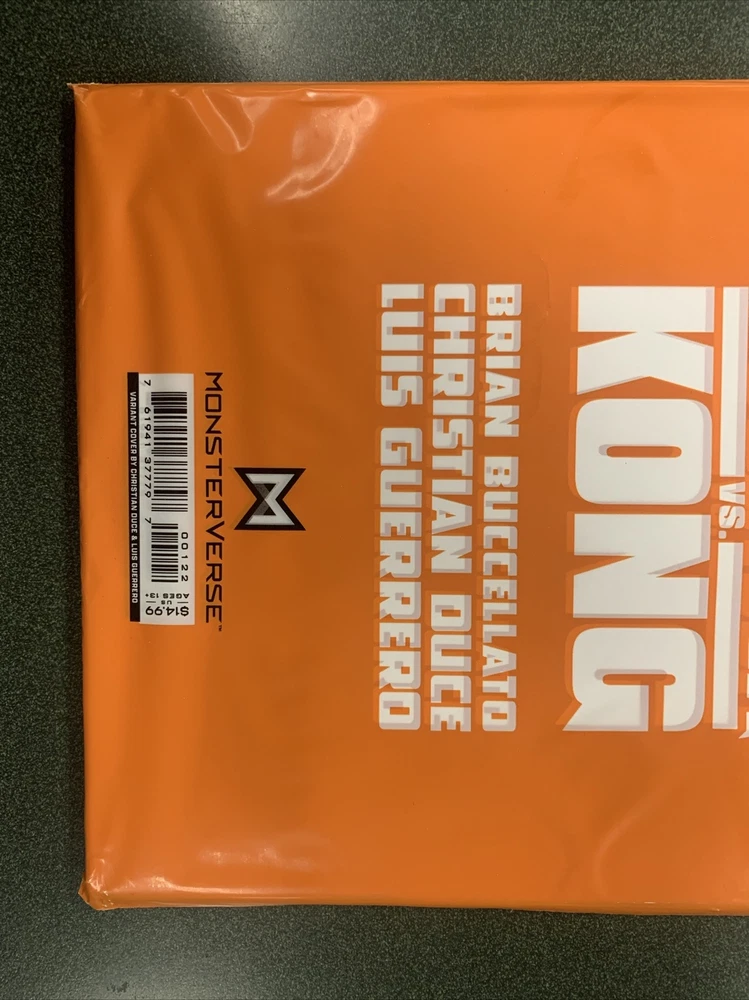 VS.
KONG
BRIAN BUCCELLATO
CHRISTIAN DUCE
LUIS GUERRERO
MONSTERVERSE™
$14.99
US
AGES 13+
00122
7 61941 37779 7
VARIANT COVER BY CHRISTIAN DUCE & LUIS GUERRERO